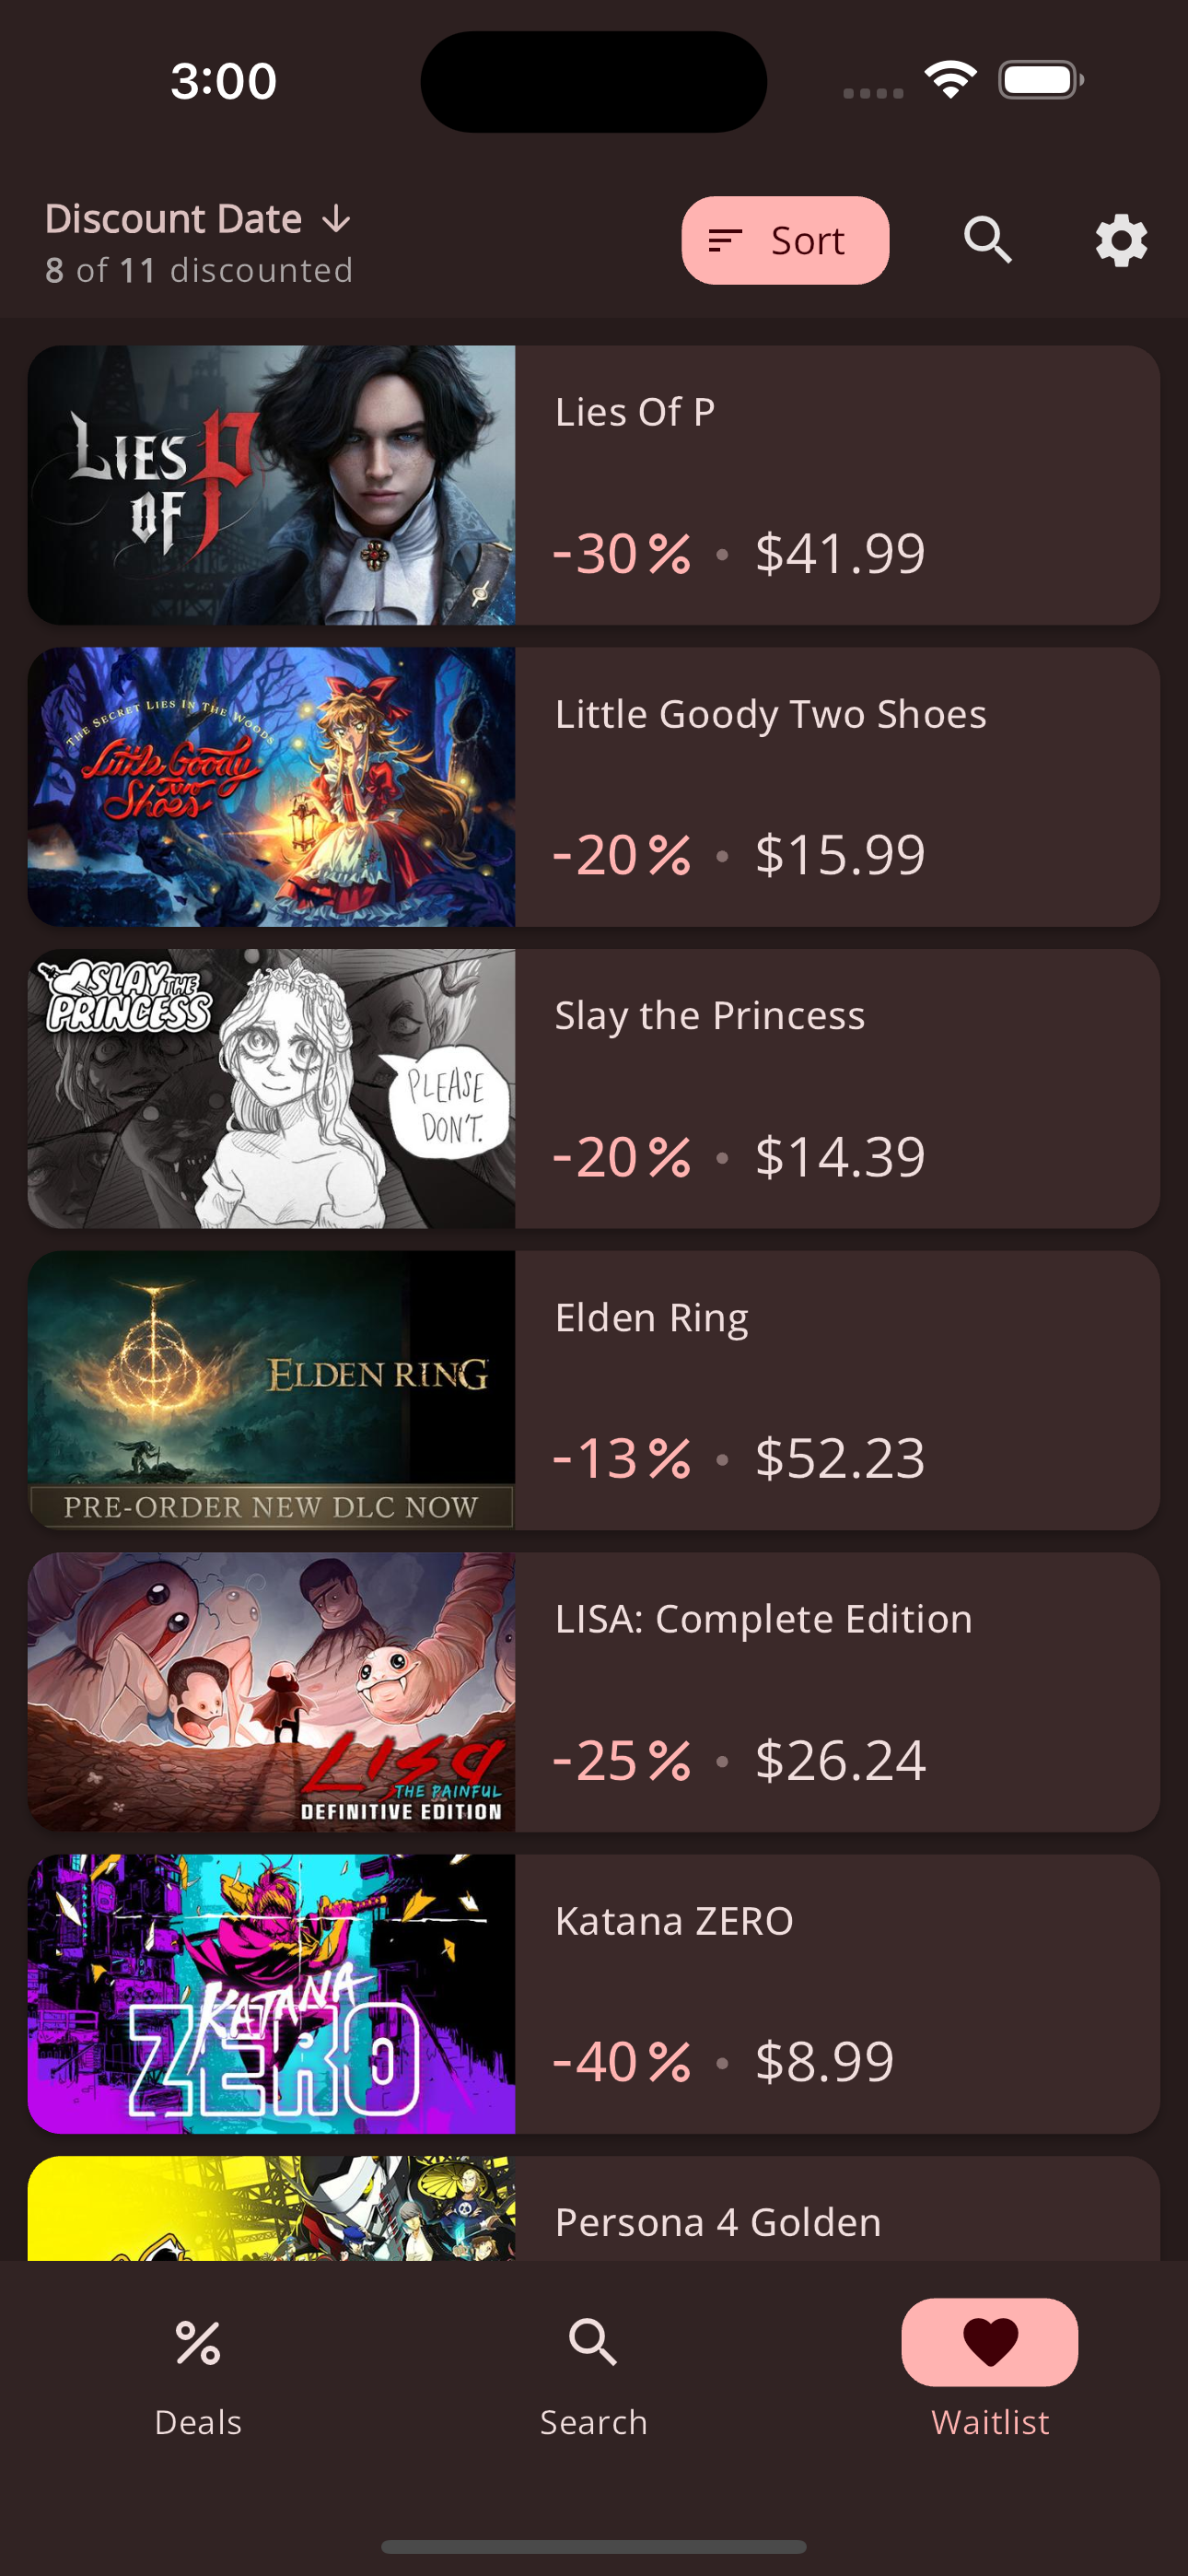 3:00
Discount Date ↓
8 of 11 discounted
Sort
LIES
OF P
Lies Of P
-30% • $41.99
THE SECRET LIES IN THE WOODS
Little Goody
Two
Shoes
Little Goody Two Shoes
-20% • $15.99
SLAY THE
PRINCESS
PLEASE
DON'T.
Slay the Princess
-20% • $14.39
ELDEN RING
PRE-ORDER NEW DLC NOW
Elden Ring
-13% • $52.23
LISA
THE PAINFUL
DEFINITIVE EDITION
LISA: Complete Edition
-25% • $26.24
KATANA
ZERO
Katana ZERO
-40% • $8.99
Persona 4 Golden
Deals
Search
Waitlist